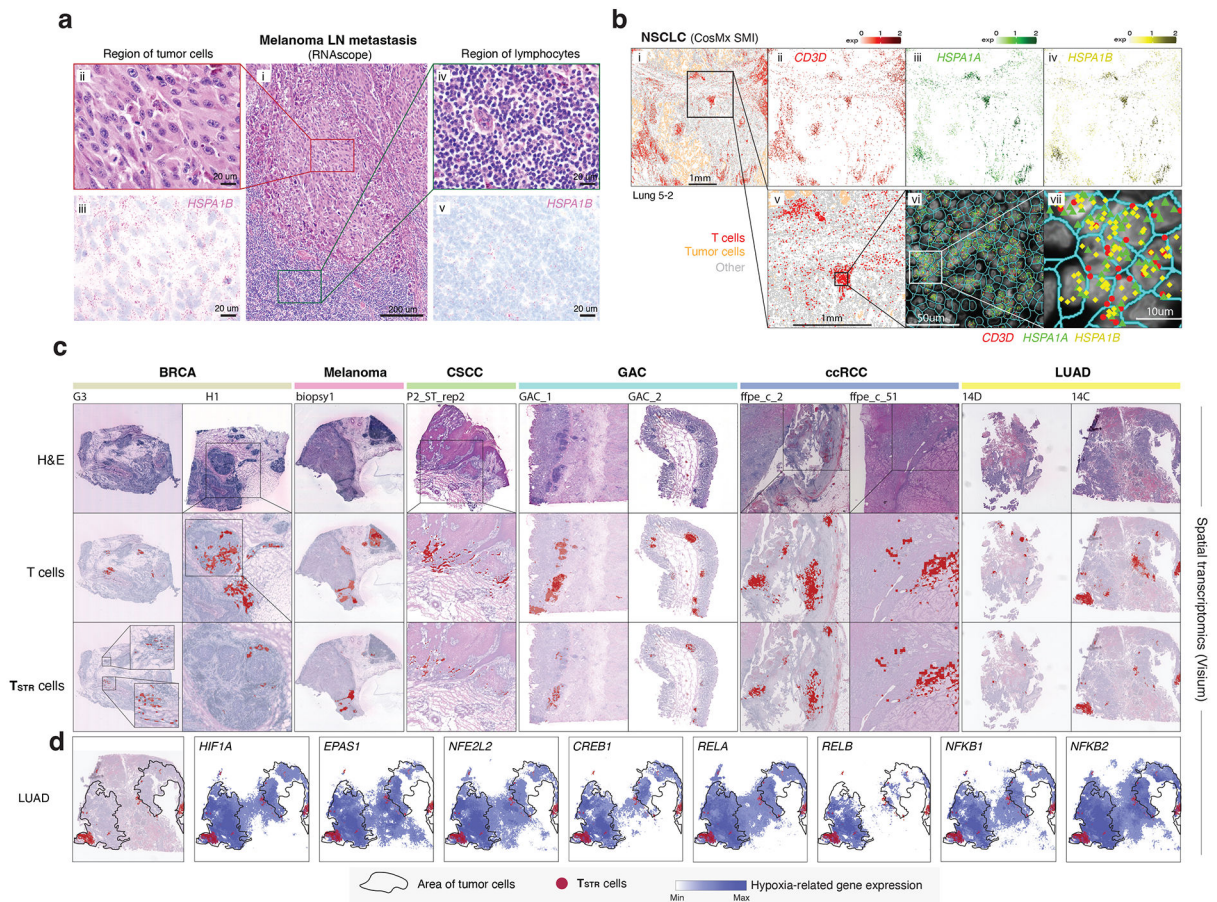 a
Melanoma LN metastasis
(RNAscope)
Region of tumor cells
Region of lymphocytes
ii
20 um
i
200 um
iv
20 um
iii
HSPA1B
20 um
v
HSPA1B
20 um
b
NSCLC (CosMx SMI)
exp
0 1 2
exp
0 1 2
exp
0 1 2
i
1mm
ii
CD3D
iii
HSPA1A
iv
HSPA1B
Lung 5-2
T cells
Tumor cells
Other
v
1mm
vi
50um
vii
10um
CD3D HSPA1A HSPA1B
c
BRCA
Melanoma
CSCC
GAC
ccRCC
LUAD
G3
H1
biopsy1
P2_ST_rep2
GAC_1
GAC_2
ffpe_c_2
ffpe_c_51
14D
14C
H&E
T cells
TSTR cells
Spatial transcriptomics (Visium)
d
LUAD
HIF1A
EPAS1
NFE2L2
CREB1
RELA
RELB
NFKB1
NFKB2
Area of tumor cells
TSTR cells
Hypoxia-related gene expression
Min
Max